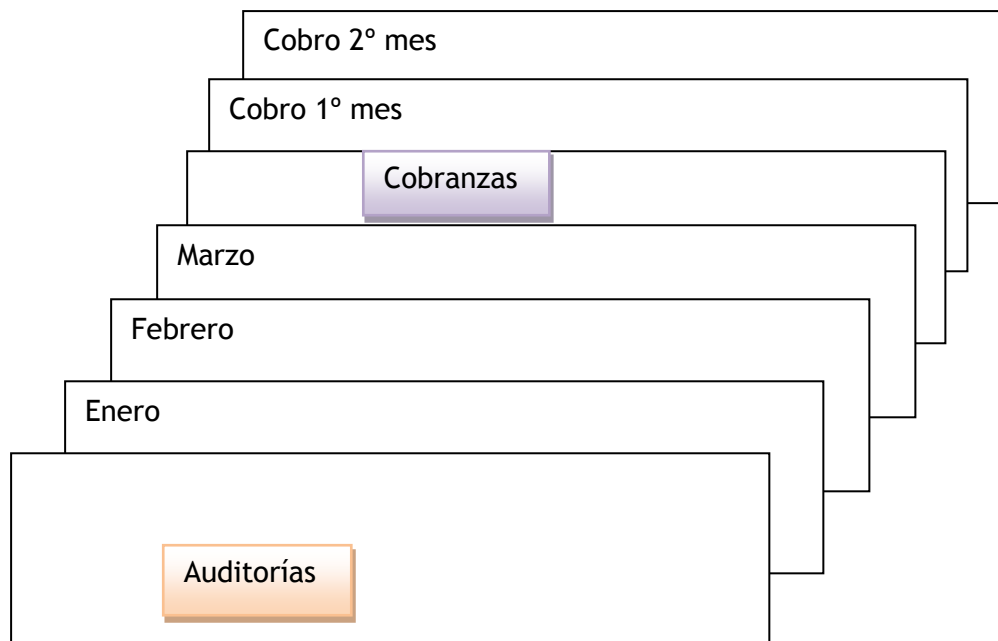 Cobro 2º mes
Cobro 1º mes
Cobranzas
Marzo
Febrero
Enero
Auditorías